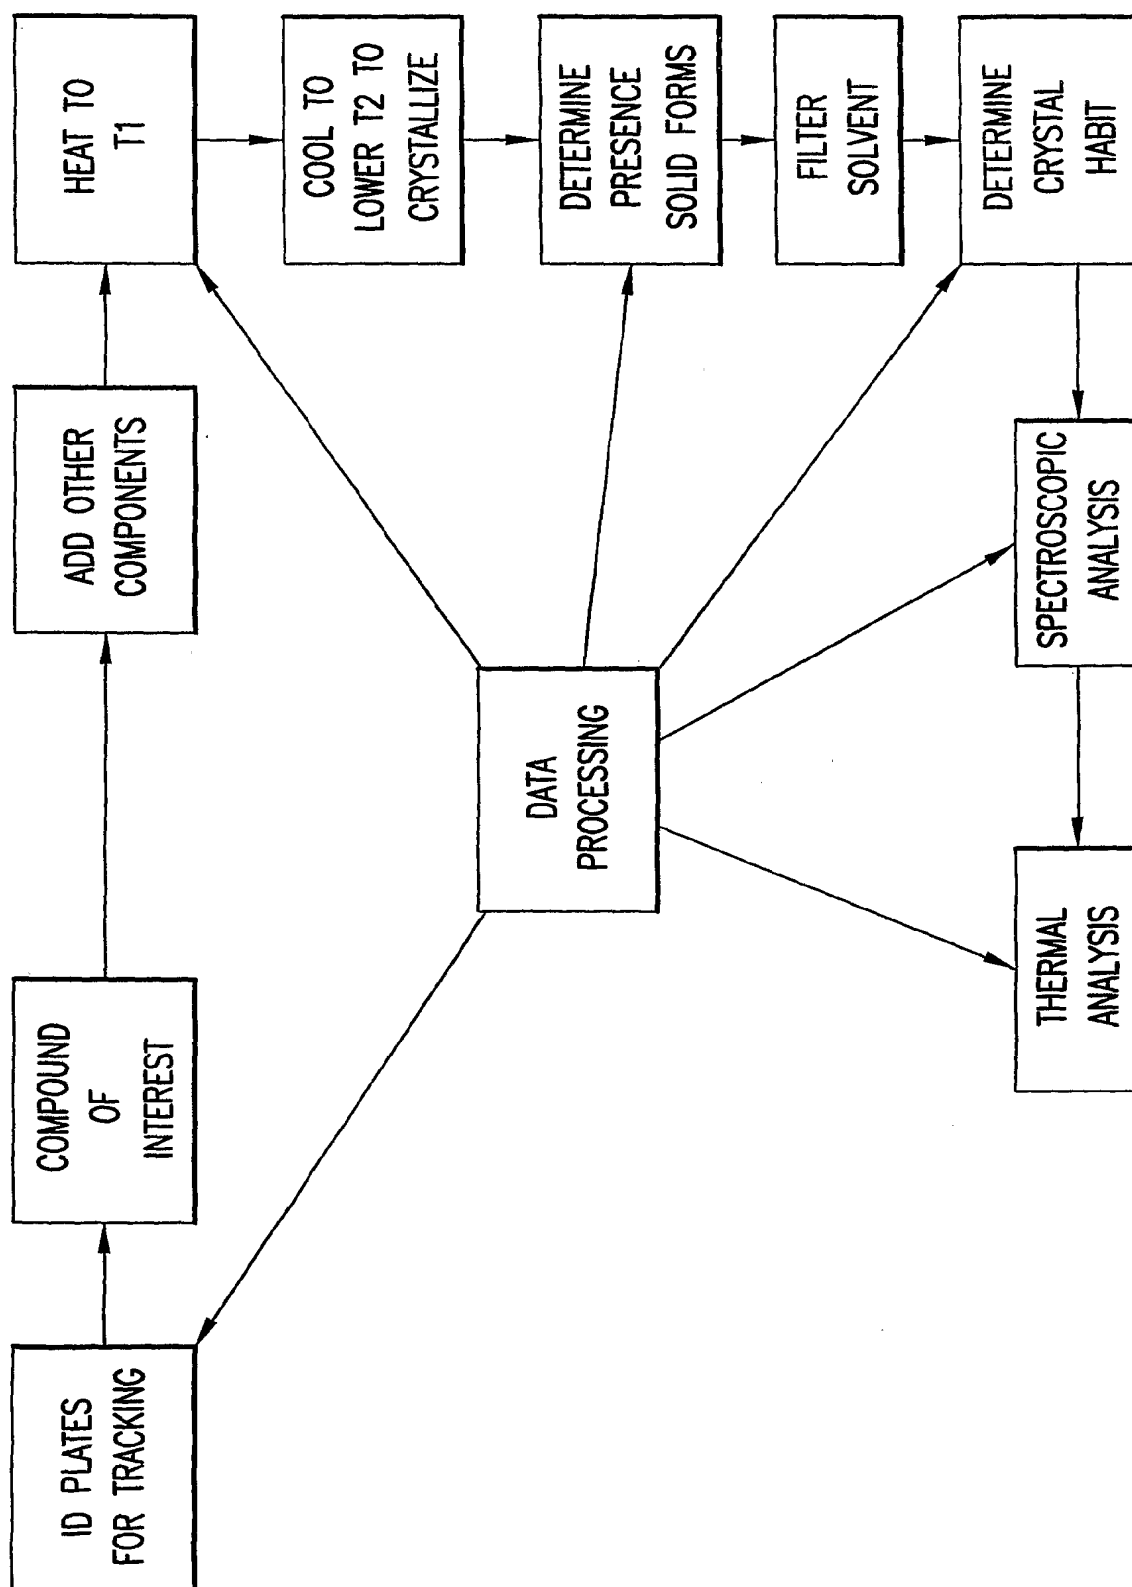 ID PLATES
FOR TRACKING
COMPOUND
OF
INTEREST
ADD OTHER
COMPONENTS
HEAT TO
T1
COOL TO
LOWER T2 TO
CRYSTALLIZE
DETERMINE
PRESENCE
SOLID FORMS
FILTER
SOLVENT
DETERMINE
CRYSTAL
HABIT
SPECTROSCOPIC
ANALYSIS
THERMAL
ANALYSIS
DATA
PROCESSING